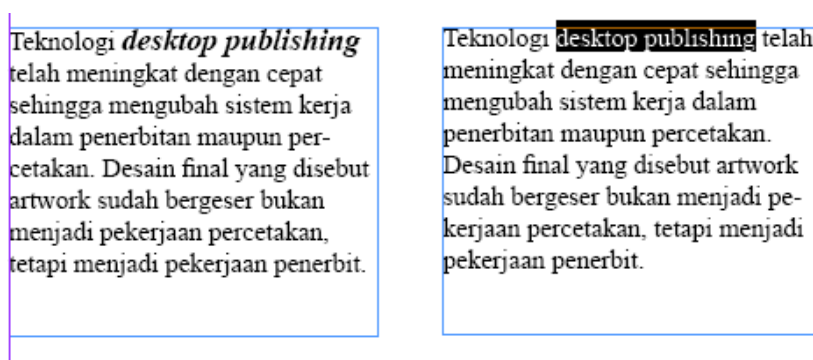 Teknologi desktop publishing
telah meningkat dengan cepat
sehingga mengubah sistem kerja
dalam penerbitan maupun per-
cetakan. Desain final yang disebut
artwork sudah bergeser bukan
menjadi pekerjaan percetakan,
tetapi menjadi pekerjaan penerbit.
Teknologi desktop publishing telah
meningkat dengan cepat sehingga
mengubah sistem kerja dalam
penerbitan maupun percetakan.
Desain final yang disebut artwork
sudah bergeser bukan menjadi pe-
kerjaan percetakan, tetapi menjadi
pekerjaan penerbit.